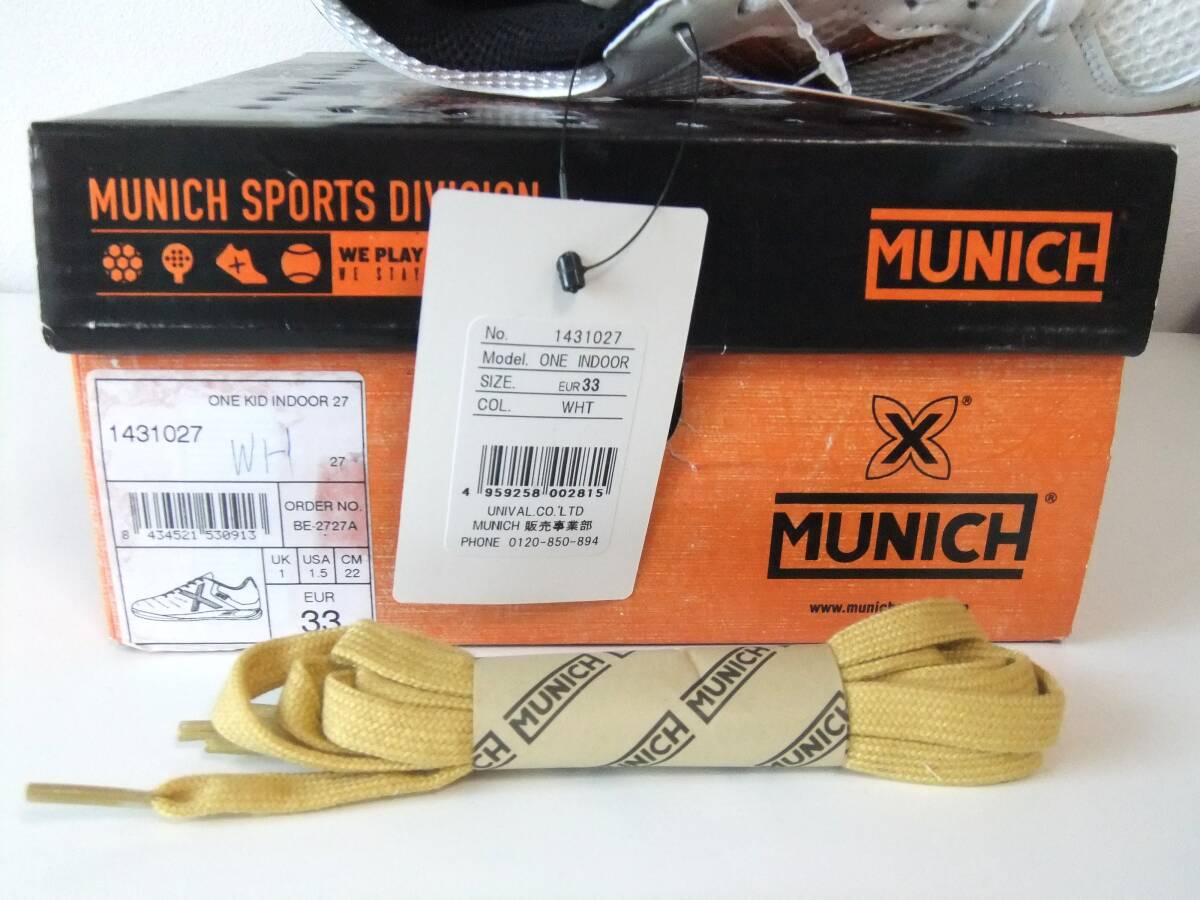 MUNICH SPORTS DIVISION
WE PLAY
WE STAY
MUNICH
No. 1431027
Model. ONE INDOOR
SIZE. EUR 33
COL. WHT
4 959258 002815
UNIVAL.CO.'LTD
MUNICH 販売事業部
PHONE 0120-850-894
ONE KID INDOOR 27
1431027
WH
27
ORDER NO.
BE-2727A
8 434521 530913
UK USA CM
1 1.5 22
EUR
33
X®
MUNICH®
MUNICH
MUNICH
MUNICH
MUNICH